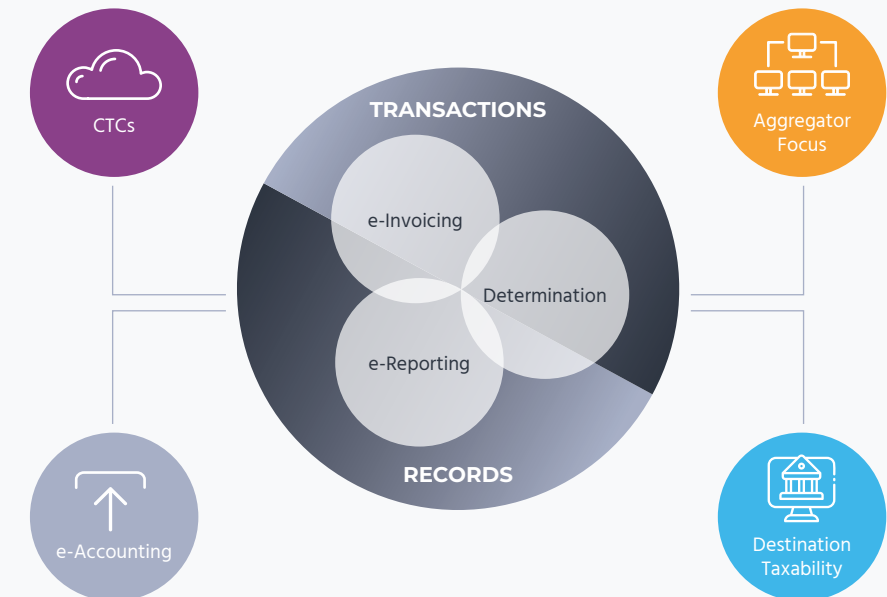 CTCs
Aggregator
Focus
TRANSACTIONS
e-Invoicing
Determination
e-Reporting
RECORDS
e-Accounting
Destination
Taxability